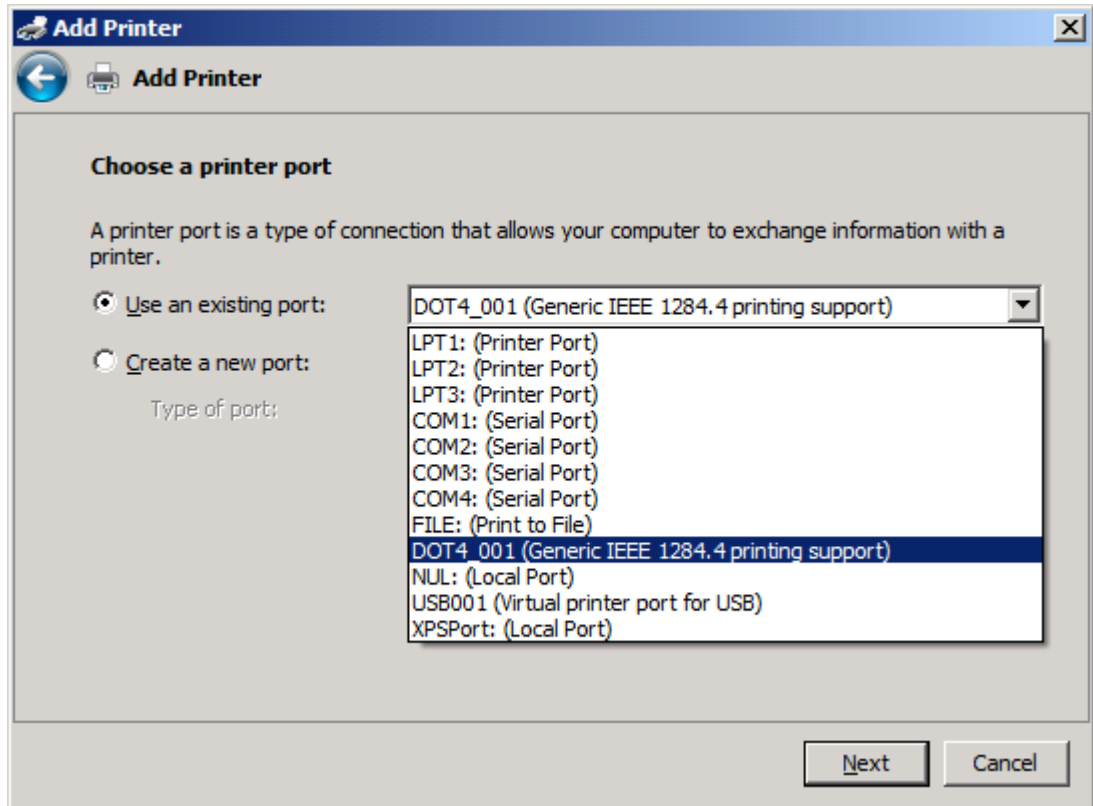 Add Printer
Add Printer
Choose a printer port
A printer port is a type of connection that allows your computer to exchange information with a
printer.
Use an existing port:
DOT4_001 (Generic IEEE 1284.4 printing support)
LPT1: (Printer Port)
LPT2: (Printer Port)
LPT3: (Printer Port)
COM1: (Serial Port)
COM2: (Serial Port)
COM3: (Serial Port)
COM4: (Serial Port)
FILE: (Print to File)
DOT4_001 (Generic IEEE 1284.4 printing support)
NUL: (Local Port)
USB001 (Virtual printer port for USB)
XPSPort: (Local Port)
Create a new port:
Type of port:
Next
Cancel